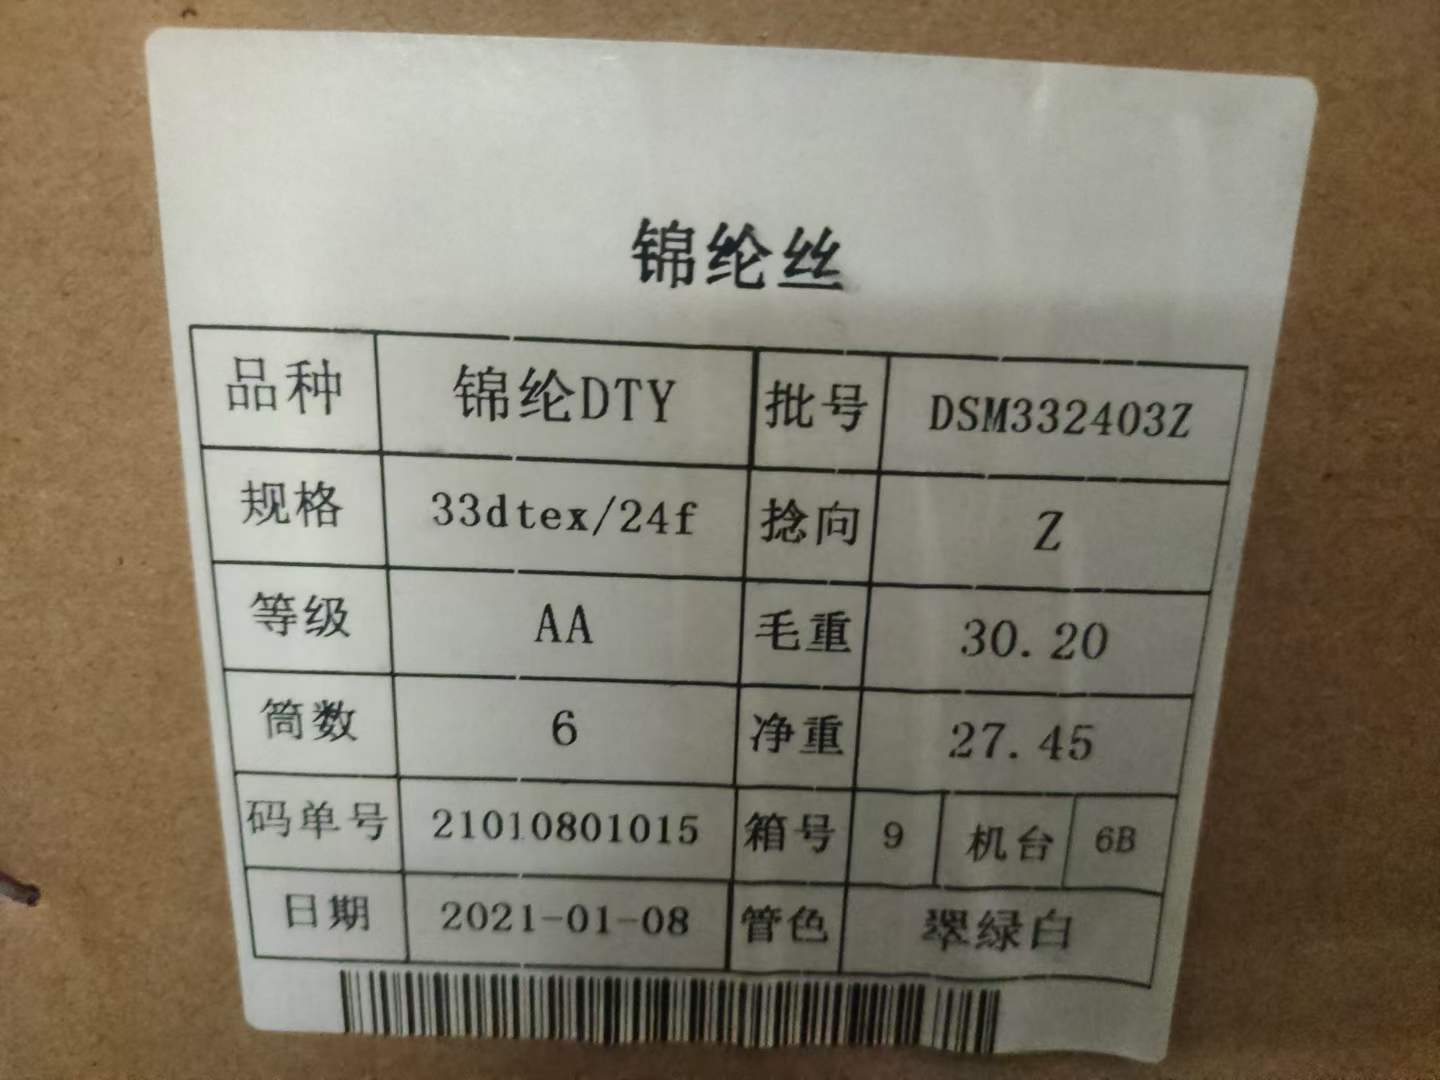 锦纶丝
品种 锦纶DTY 批号 DSM332403Z
规格 33dtex/24f 捻向 Z
等级 AA 毛重 30.20
筒数 6 净重 27.45
码单号 21010801015 箱号 9 机台 6B
日期 2021-01-08 管色 翠绿白